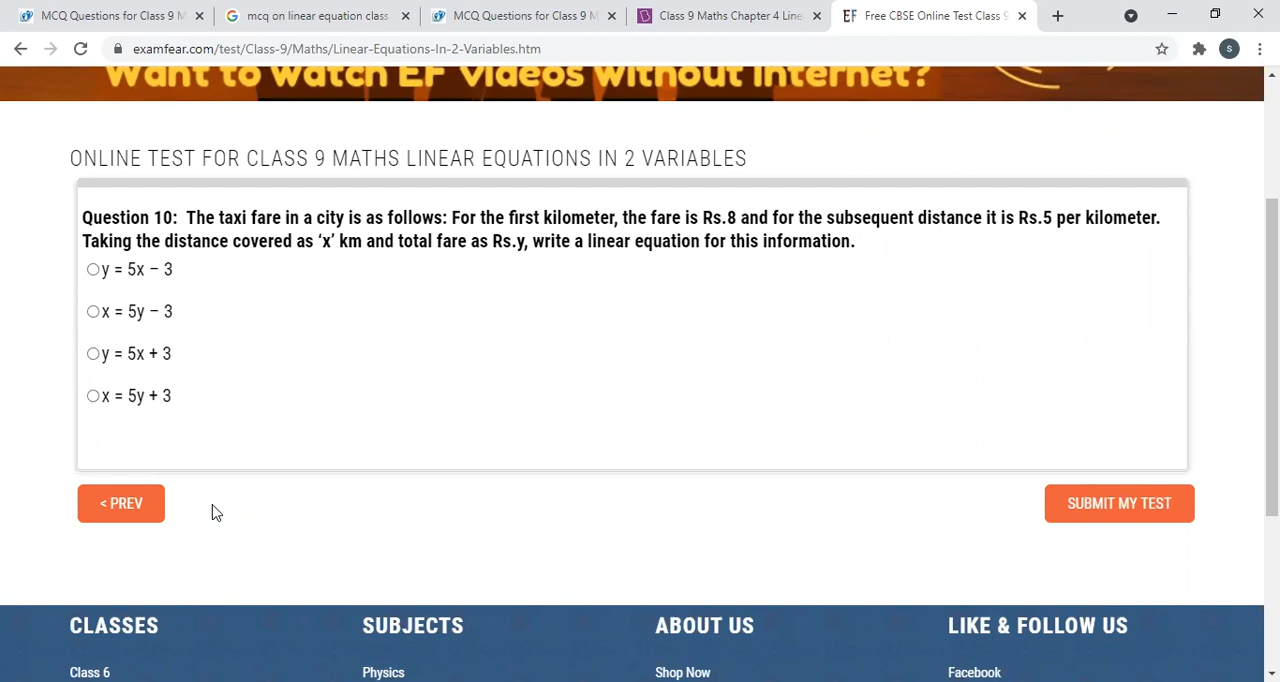 MCQ Questions for Class 9 M
mcq on linear equation class
MCQ Questions for Class 9 M
Class 9 Maths Chapter 4 Line
EF Free CBSE Online Test Class 9
examfear.com/test/Class-9/Maths/Linear-Equations-In-2-Variables.htm
S
Want to watch EF Videos without Internet?
ONLINE TEST FOR CLASS 9 MATHS LINEAR EQUATIONS IN 2 VARIABLES
Question 10: The taxi fare in a city is as follows: For the first kilometer, the fare is Rs.8 and for the subsequent distance it is Rs.5 per kilometer.
Taking the distance covered as ‘x’ km and total fare as Rs.y, write a linear equation for this information.
y = 5x − 3
x = 5y − 3
y = 5x + 3
x = 5y + 3
< PREV
SUBMIT MY TEST
CLASSES
SUBJECTS
ABOUT US
LIKE & FOLLOW US
Class 6
Physics
Shop Now
Facebook